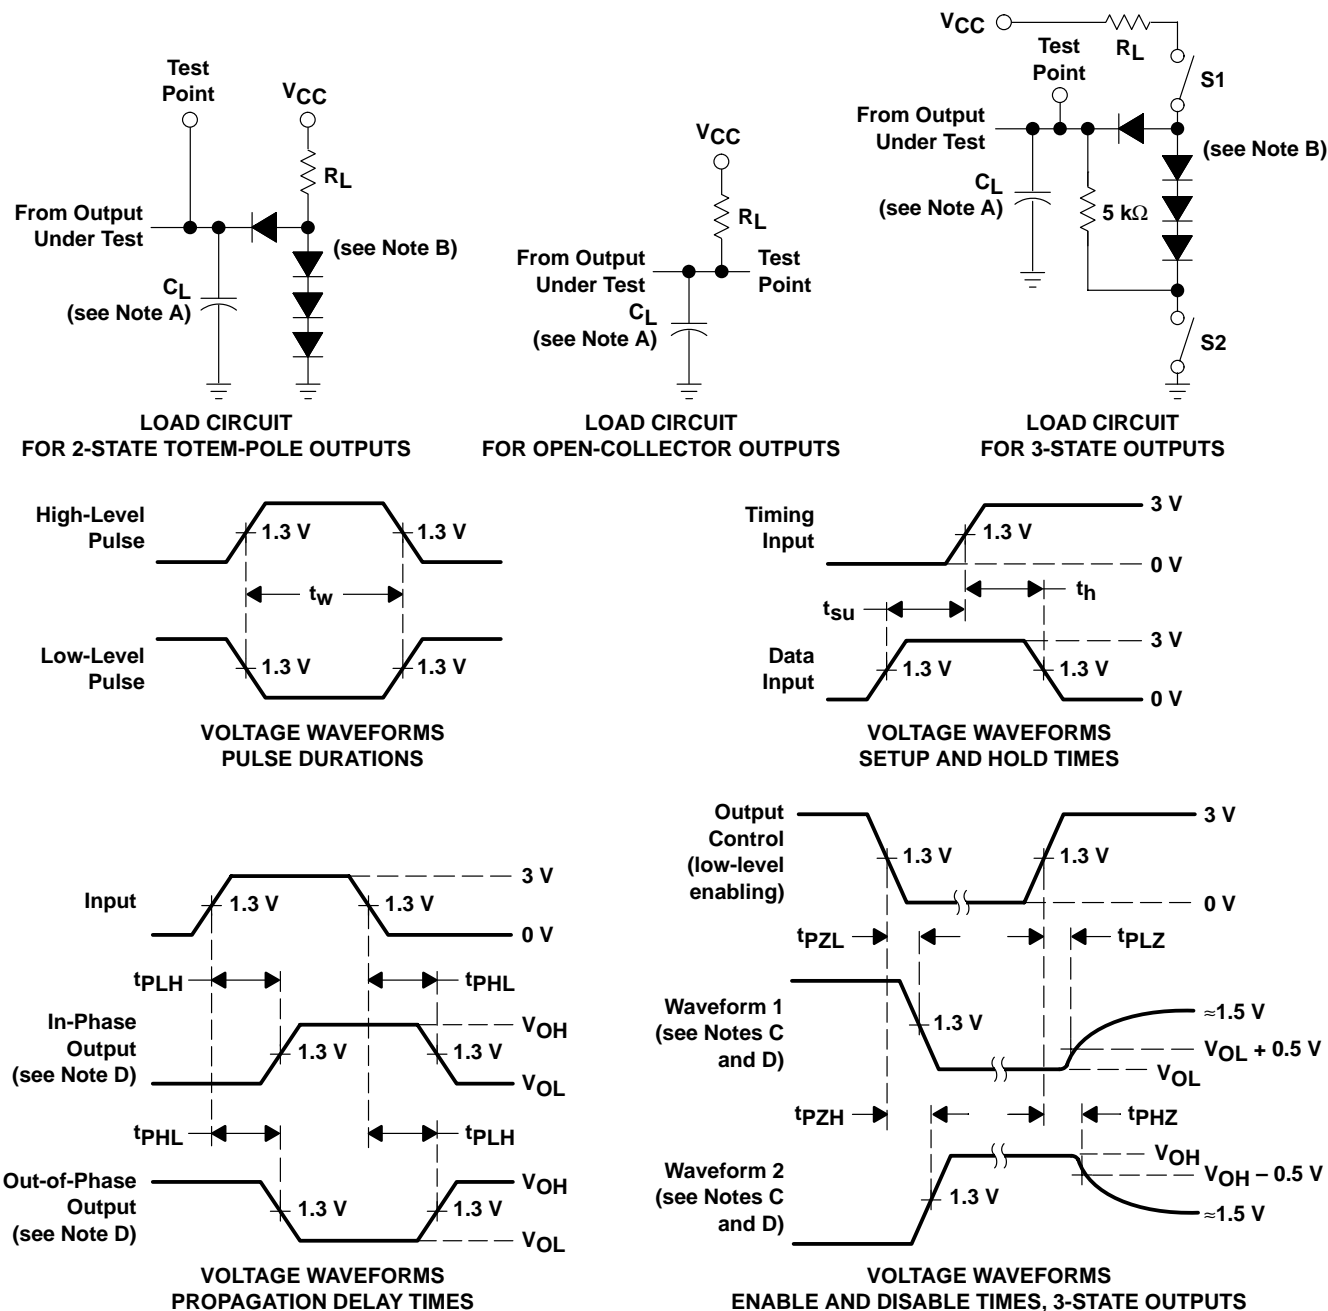 Test
Point
VCC
RL
From Output
Under Test
(see Note B)
CL
(see Note A)
LOAD CIRCUIT
FOR 2-STATE TOTEM-POLE OUTPUTS
VCC
RL
From Output
Under Test
Test
Point
CL
(see Note A)
LOAD CIRCUIT
FOR OPEN-COLLECTOR OUTPUTS
VCC
RL
Test
Point
S1
From Output
Under Test
(see Note B)
CL
(see Note A)
5 kΩ
S2
LOAD CIRCUIT
FOR 3-STATE OUTPUTS
High-Level
Pulse
1.3 V
1.3 V
tw
Low-Level
Pulse
1.3 V
1.3 V
VOLTAGE WAVEFORMS
PULSE DURATIONS
Timing
Input
1.3 V
3 V
0 V
th
tsu
Data
Input
1.3 V
1.3 V
3 V
0 V
VOLTAGE WAVEFORMS
SETUP AND HOLD TIMES
Input
1.3 V
1.3 V
3 V
0 V
tPLH
tPHL
In-Phase
Output
(see Note D)
1.3 V
1.3 V
VOH
VOL
tPHL
tPLH
Out-of-Phase
Output
(see Note D)
1.3 V
1.3 V
VOH
VOL
VOLTAGE WAVEFORMS
PROPAGATION DELAY TIMES
Output
Control
(low-level
enabling)
1.3 V
1.3 V
3 V
0 V
tPZL
tPLZ
Waveform 1
(see Notes C
and D)
1.3 V
≈1.5 V
VOL + 0.5 V
VOL
tPZH
tPHZ
Waveform 2
(see Notes C
and D)
1.3 V
VOH
VOH – 0.5 V
≈1.5 V
VOLTAGE WAVEFORMS
ENABLE AND DISABLE TIMES, 3-STATE OUTPUTS